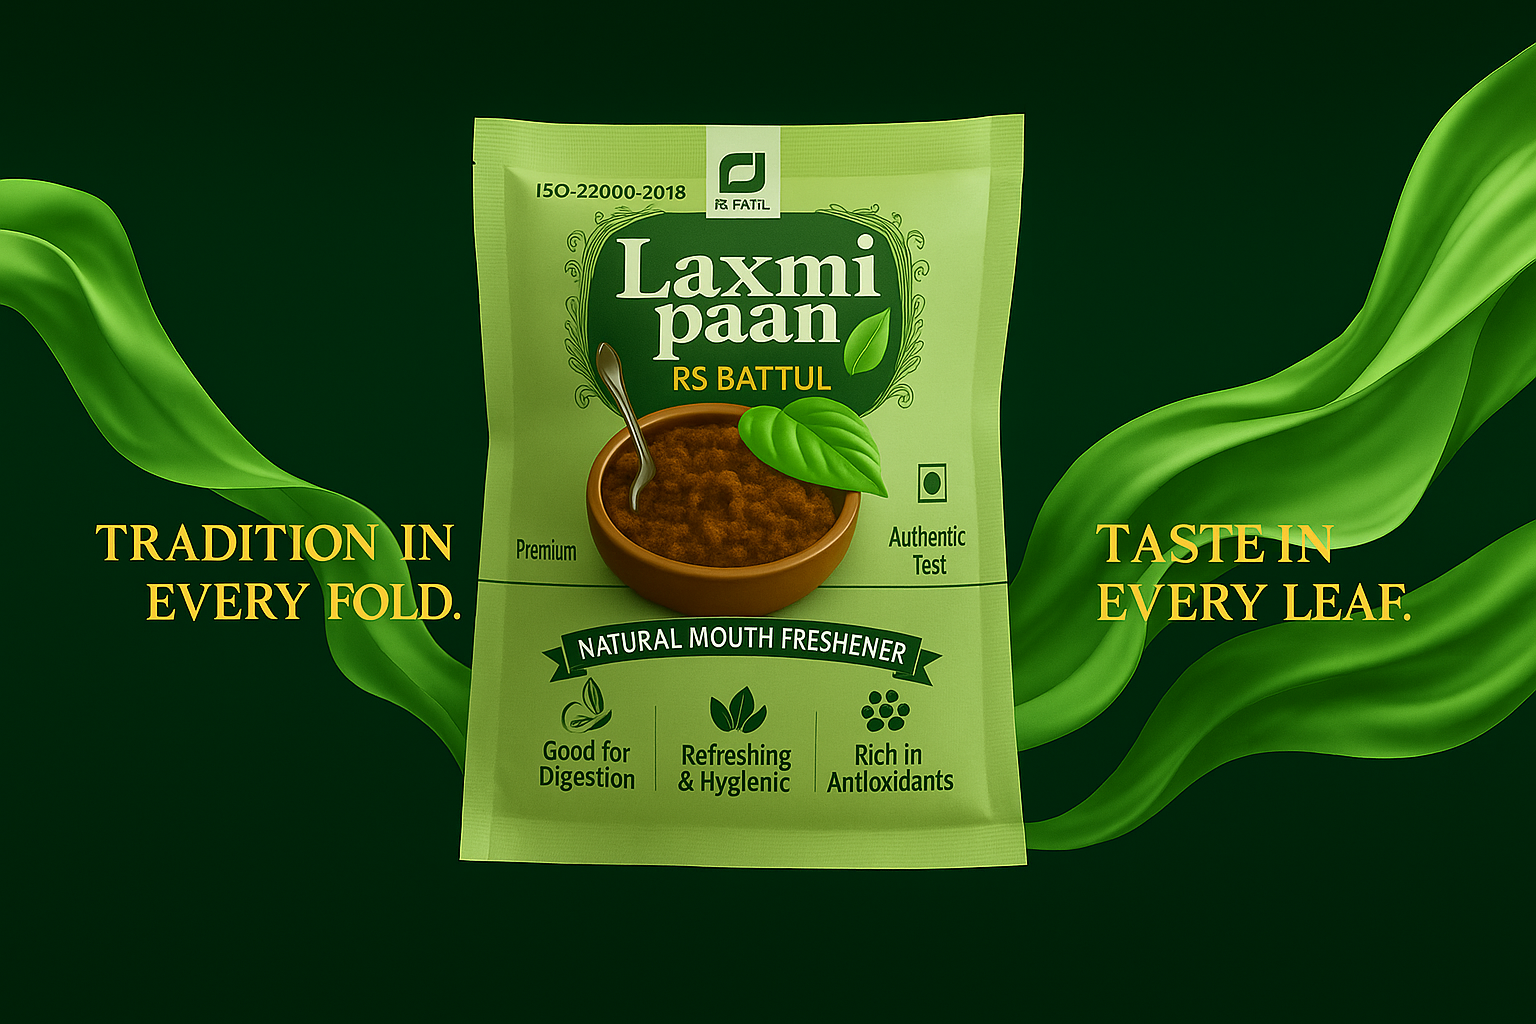 ISO-22000-2018
RS FATIL
Laxmi
paan
RS BATTUL
TRADITION IN
EVERY FOLD.
Premium
Authentic
Test
TASTE IN
EVERY LEAF.
NATURAL MOUTH FRESHENER
Good for
Digestion
Refreshing
& Hyglenic
Rich in
Antloxidants